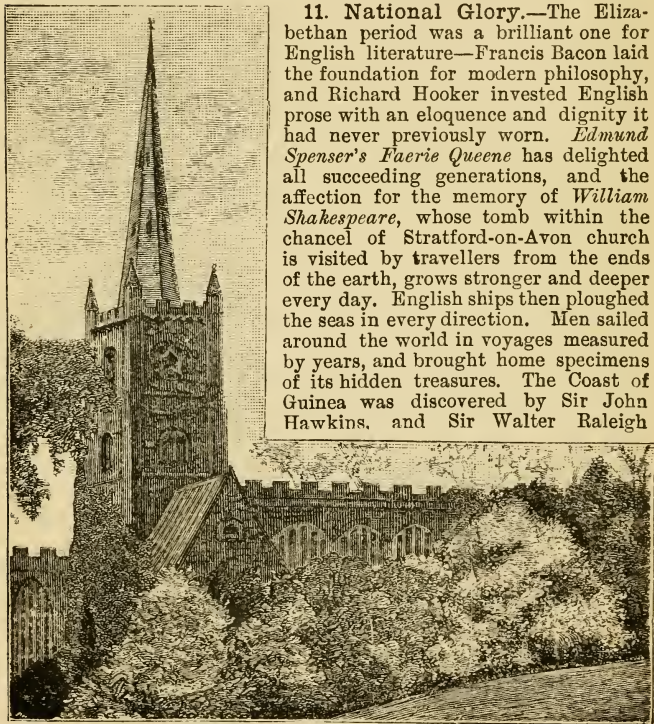 11. National Glory.—The Eliza-
bethan period was a brilliant one for
English literature—Francis Bacon laid
the foundation for modern philosophy,
and Richard Hooker invested English
prose with an eloquence and dignity it
had never previously worn. Edmund
Spenser's Faerie Queene has delighted
all succeeding generations, and the
affection for the memory of William
Shakespeare, whose tomb within the
chancel of Stratford-on-Avon church
is visited by travellers from the ends
of the earth, grows stronger and deeper
every day. English ships then ploughed
the seas in every direction. Men sailed
around the world in voyages measured
by years, and brought home specimens
of its hidden treasures. The Coast of
Guinea was discovered by Sir John
Hawkins, and Sir Walter Raleigh